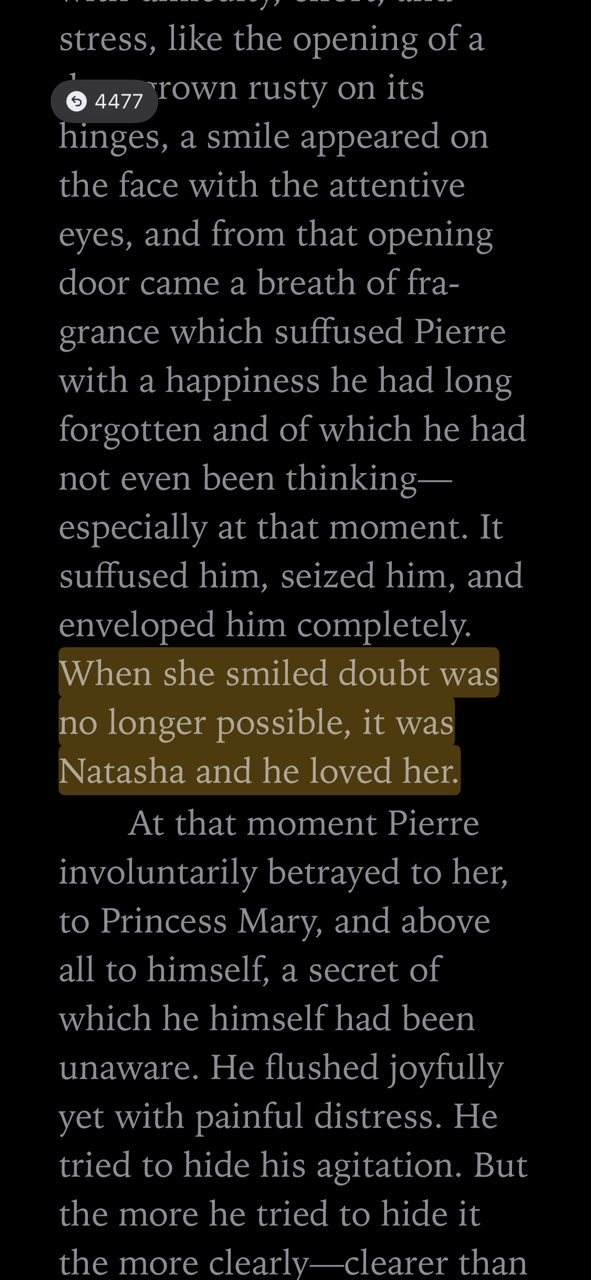 stress, like the opening of a
4477
grown rusty on its
hinges, a smile appeared on
the face with the attentive
eyes, and from that opening
door came a breath of fra-
grance which suffused Pierre
with a happiness he had long
forgotten and of which he had
not even been thinking—
especially at that moment. It
suffused him, seized him, and
enveloped him completely.
When she smiled doubt was
no longer possible, it was
Natasha and he loved her.
At that moment Pierre
involuntarily betrayed to her,
to Princess Mary, and above
all to himself, a secret of
which he himself had been
unaware. He flushed joyfully
yet with painful distress. He
tried to hide his agitation. But
the more he tried to hide it
the more clearly—clearer than